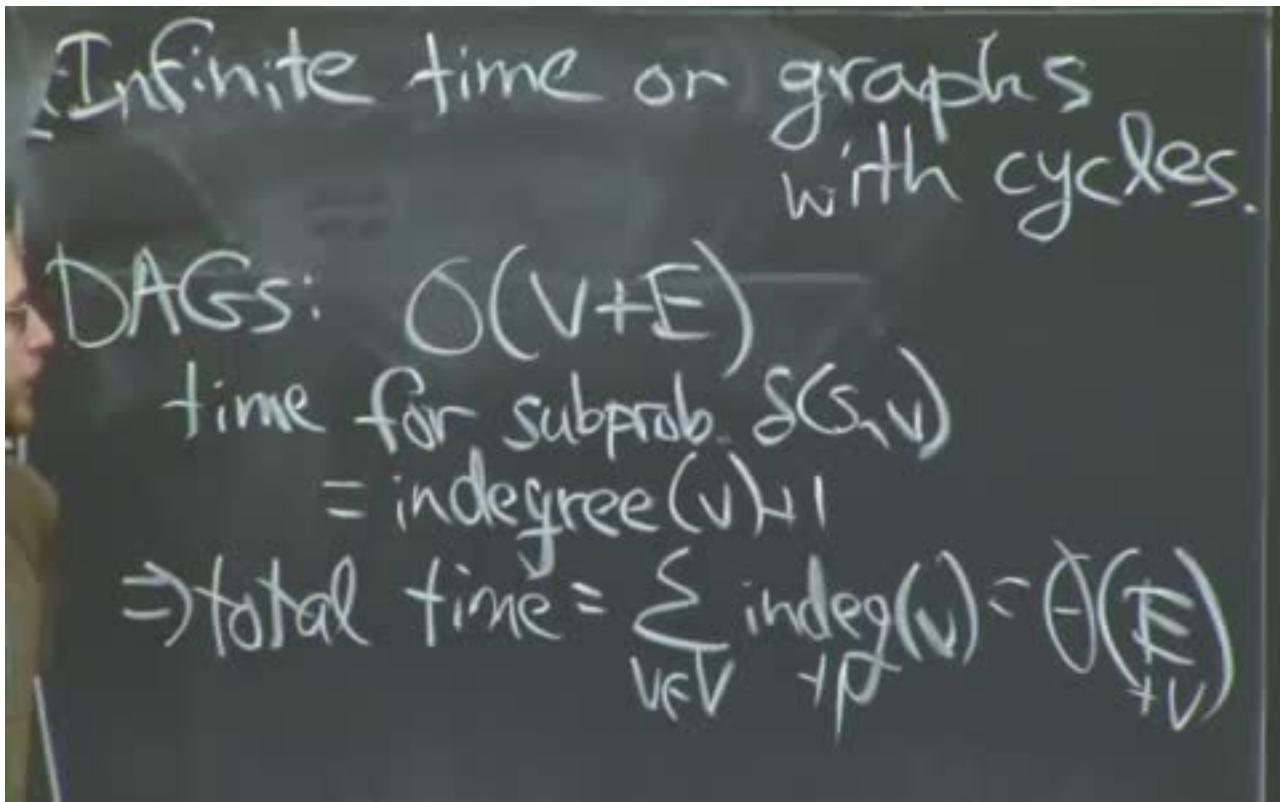 Infinite time on graphs
with cycles.
DAGs: O(V+E)
time for subprob. δ(s,v)
= indegree(v)+1
⇒ total time = Σ indeg(v) = Θ(E
v∈V +1 +V)